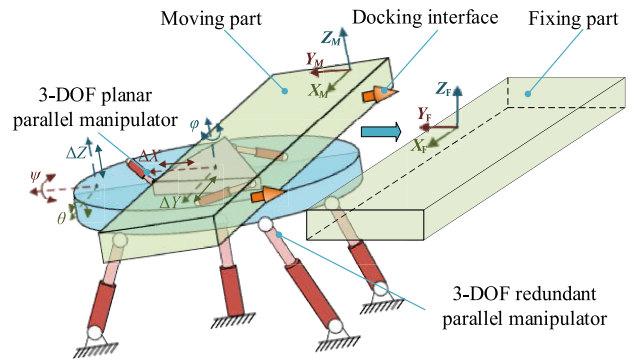 Moving part
Docking interface
Fixing part
Z_M
Y_M
X_M
Z_F
Y_F
X_F
3-DOF planar
parallel manipulator
φ
ΔZ
ΔX
ψ
θ
ΔY
3-DOF redundant
parallel manipulator